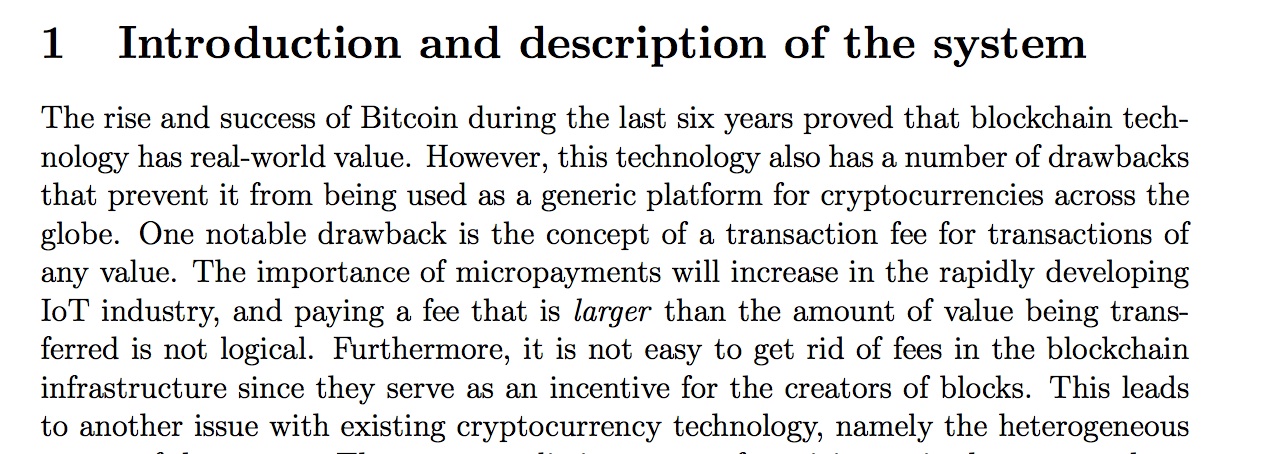 1 Introduction and description of the system
The rise and success of Bitcoin during the last six years proved that blockchain tech-
nology has real-world value. However, this technology also has a number of drawbacks
that prevent it from being used as a generic platform for cryptocurrencies across the
globe. One notable drawback is the concept of a transaction fee for transactions of
any value. The importance of micropayments will increase in the rapidly developing
IoT industry, and paying a fee that is larger than the amount of value being trans-
ferred is not logical. Furthermore, it is not easy to get rid of fees in the blockchain
infrastructure since they serve as an incentive for the creators of blocks. This leads
to another issue with existing cryptocurrency technology, namely the heterogeneous